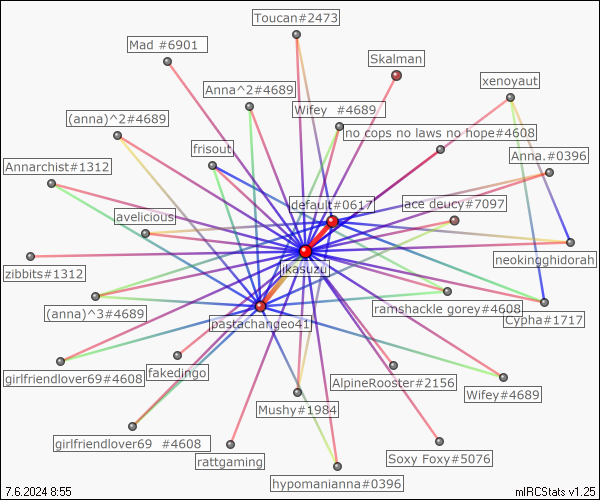 Toucan#2473
Mad #6901
Skalman
xenoyaut
Anna^2#4689
Wifey  #4689
(anna)^2#4689
no cops no laws no hope#4608
frisout
Anna.#0396
Annarchist#1312
default#0617
ace deucy#7097
avelicious
neokingghidorah
jkasuzu
zibbits#1312
(anna)^3#4689
ramshackle gorey#4608
Cypha#1717
pastachangeo41
girlfriendlover69#4608
fakedingo
AlpineRooster#2156
Wifey#4689
Mushy#1984
girlfriendlover69  #4608
rattgaming
Soxy Foxy#5076
hypomanianna#0396
7.6.2024 8:55
mIRCStats v1.25